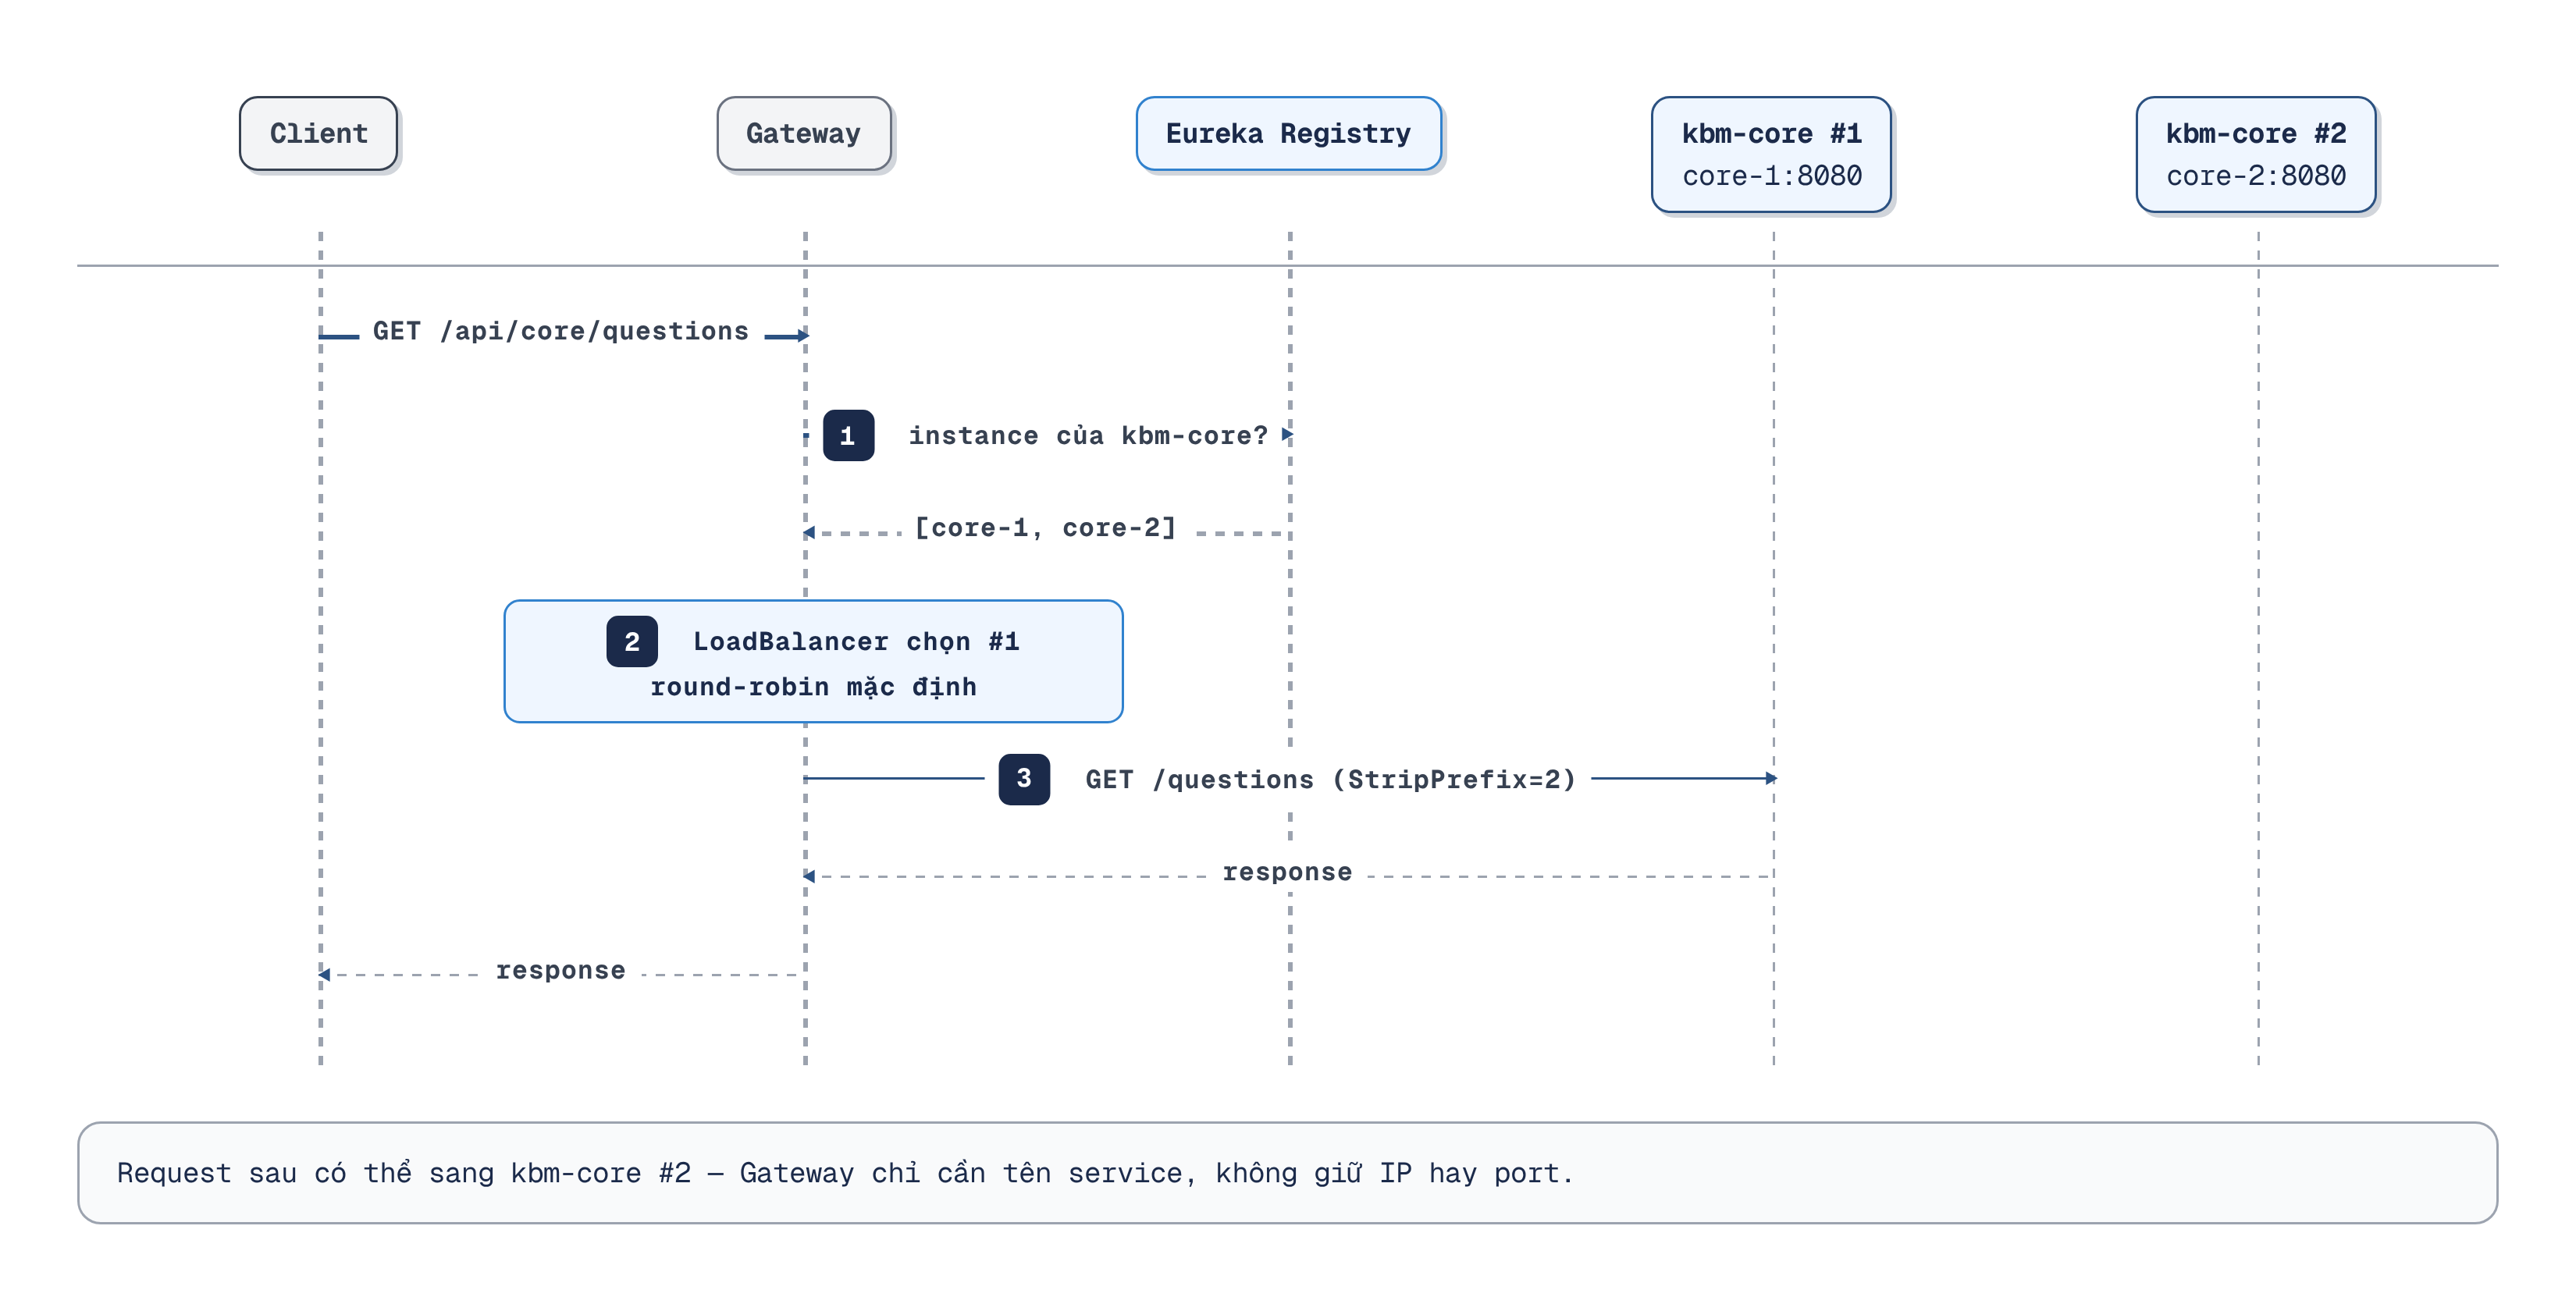 Client
Gateway
Eureka Registry
kbm-core #1
core-1:8080
kbm-core #2
core-2:8080
GET /api/core/questions
1 instance của kbm-core?
[core-1, core-2]
2 LoadBalancer chọn #1
round-robin mặc định
3 GET /questions (StripPrefix=2)
response
response
Request sau có thể sang kbm-core #2 — Gateway chỉ cần tên service, không giữ IP hay port.